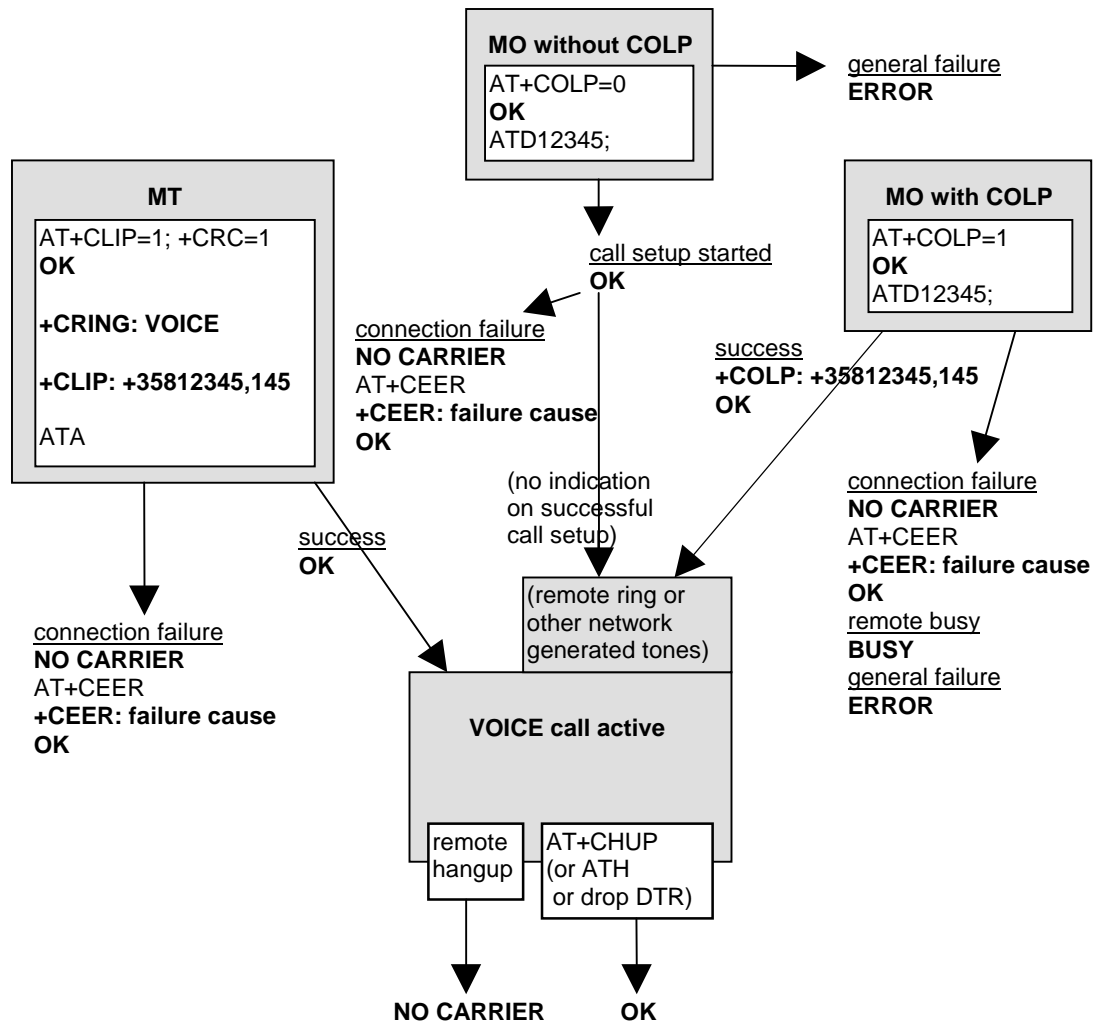 MO without COLP
AT+COLP=0
OK
ATD12345;
general failure
ERROR
MT
AT+CLIP=1; +CRC=1
OK
+CRING: VOICE
+CLIP: +35812345,145
ATA
MO with COLP
AT+COLP=1
OK
ATD12345;
call setup started
OK
connection failure
NO CARRIER
AT+CEER
+CEER: failure cause
OK
success
+COLP: +35812345,145
OK
(no indication
on successful
call setup)
connection failure
NO CARRIER
AT+CEER
+CEER: failure cause
OK
remote busy
BUSY
general failure
ERROR
success
OK
connection failure
NO CARRIER
AT+CEER
+CEER: failure cause
OK
(remote ring or
other network
generated tones)
VOICE call active
remote
hangup
AT+CHUP
(or ATH
or drop DTR)
NO CARRIER
OK